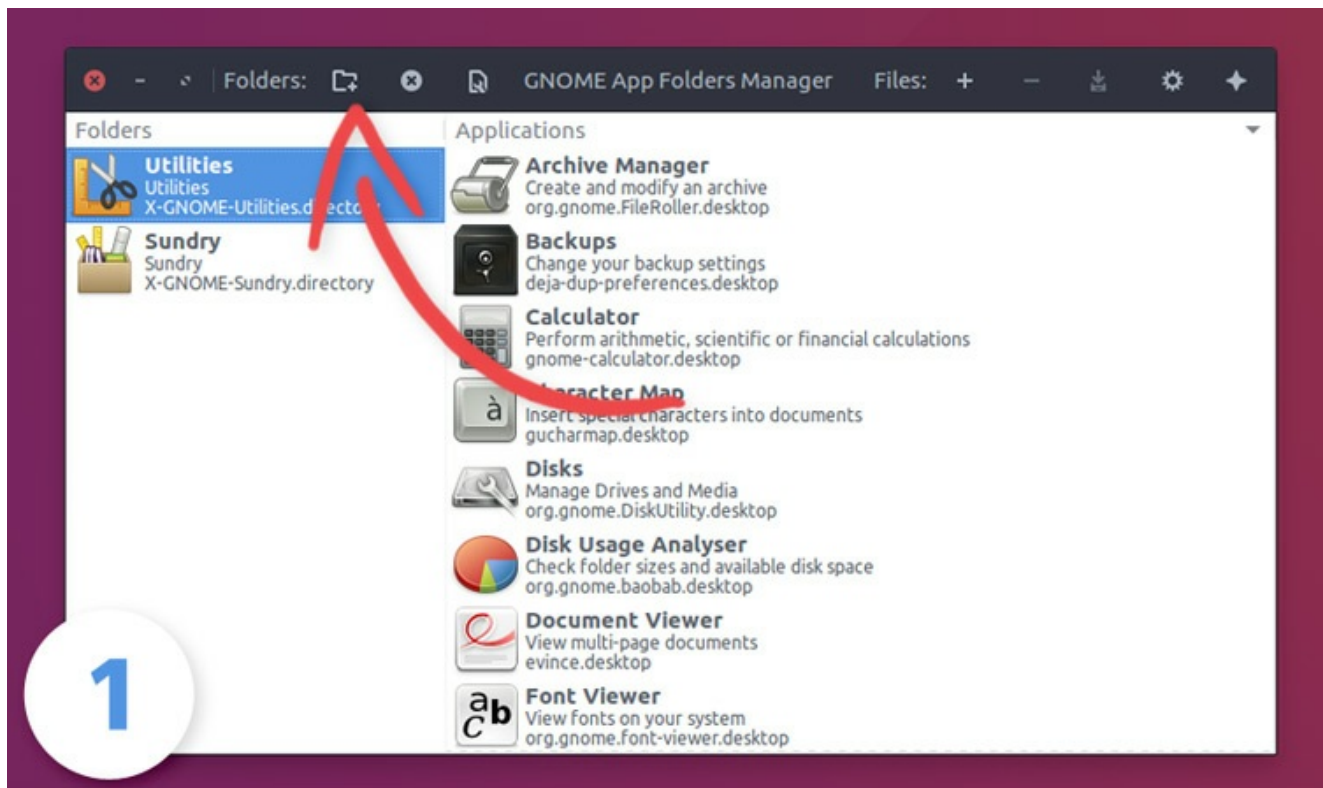 Folders: GNOME App Folders Manager Files:
Folders
Utilities
Utilities
X-GNOME-Utilities.directory
Sundry
Sundry
X-GNOME-Sundry.directory
Applications
Archive Manager
Create and modify an archive
org.gnome.FileRoller.desktop
Backups
Change your backup settings
deja-dup-preferences.desktop
Calculator
Perform arithmetic, scientific or financial calculations
gnome-calculator.desktop
à
Character Map
Insert special characters into documents
gucharmap.desktop
Disks
Manage Drives and Media
org.gnome.DiskUtility.desktop
Disk Usage Analyser
Check folder sizes and available disk space
org.gnome.baobab.desktop
Document Viewer
View multi-page documents
evince.desktop
a b c
Font Viewer
View fonts on your system
org.gnome.font-viewer.desktop
1